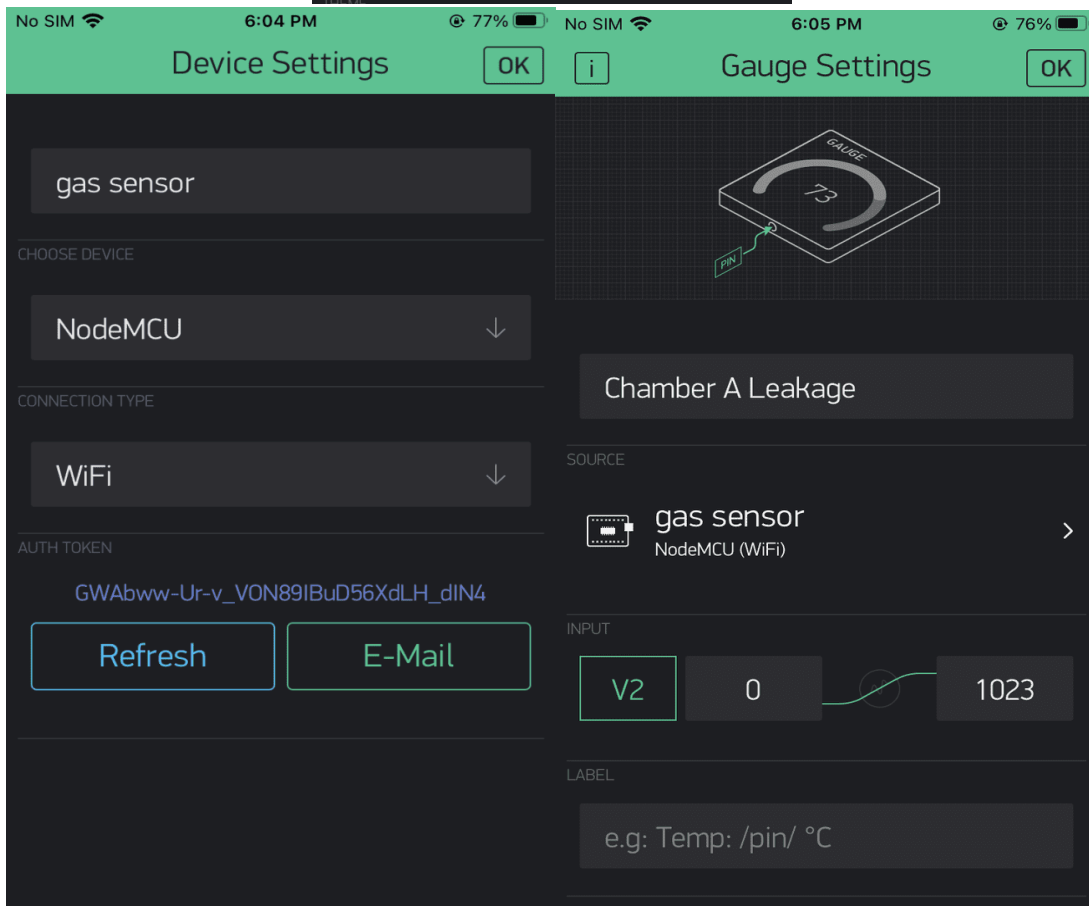 No SIM 6:04 PM 77%
Device Settings OK
gas sensor
CHOOSE DEVICE
NodeMCU
CONNECTION TYPE
WiFi
AUTH TOKEN
GWAbww-Ur-v_VON89IBuD56XdLH_dIN4
Refresh E-Mail
No SIM 6:05 PM 76%
i Gauge Settings OK
GAUGE
73
PIN
Chamber A Leakage
SOURCE
gas sensor
NodeMCU (WiFi)
INPUT
V2 0 1023
LABEL
e.g: Temp: /pin/ °C